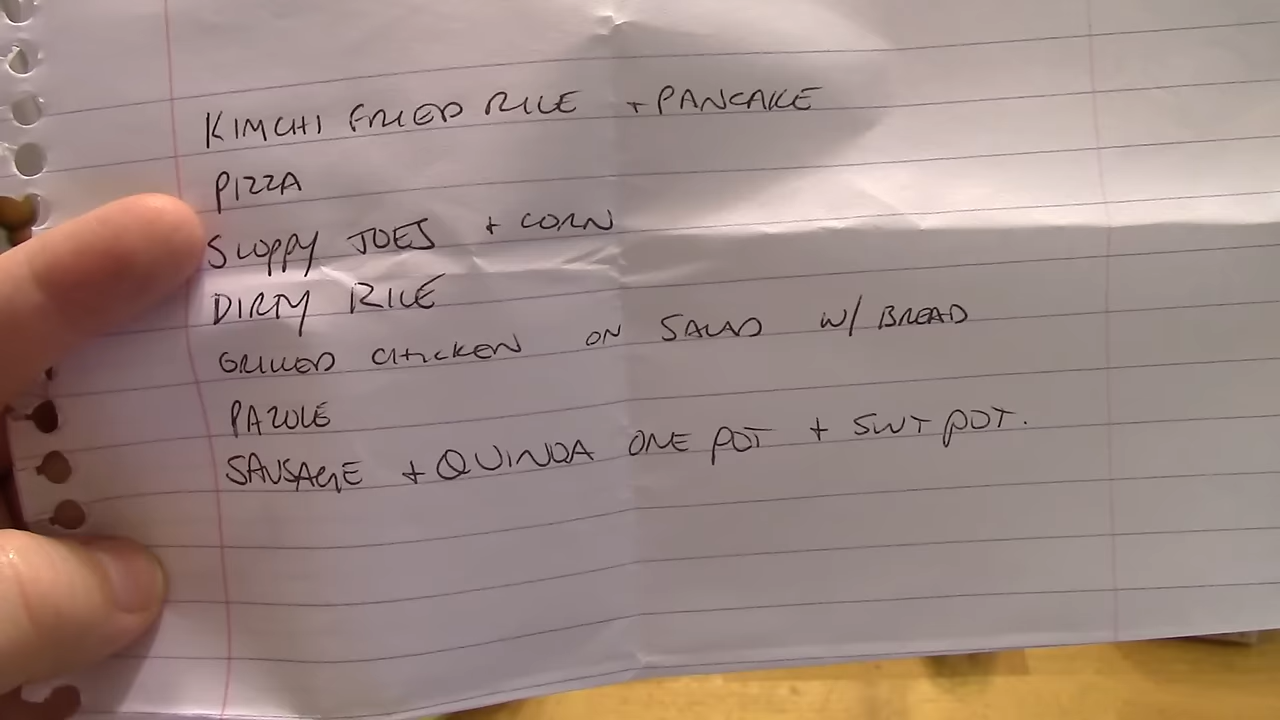 KIMCHI FRIED RICE + PANCAKE
PIZZA
SLOPPY JOES + CORN
DIRTY RICE
GRILLED CHICKEN ON SALAD W/ BREAD
PAZOLE
SAUSAGE + QUINOA ONE POT + SWT POT.